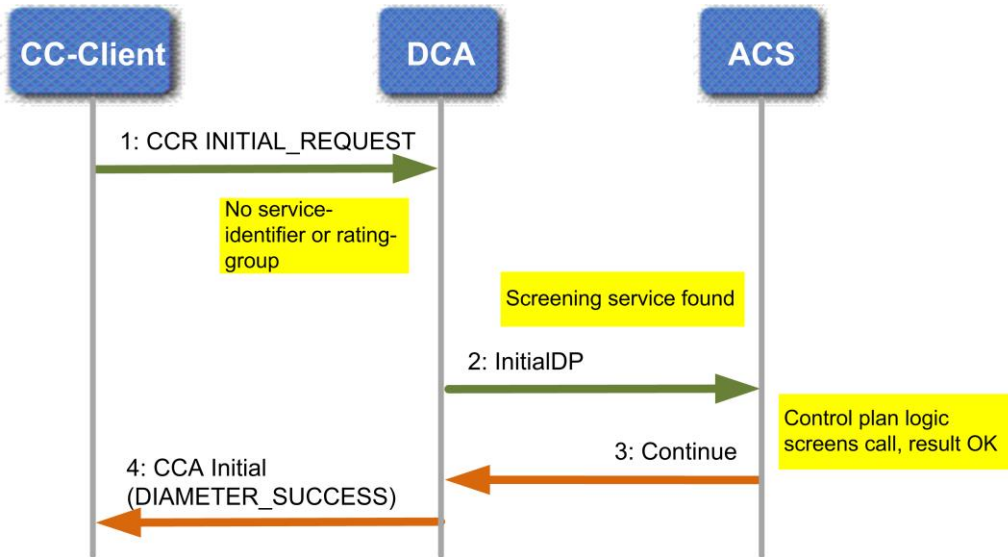 CC-Client
DCA
ACS
1: CCR INITIAL_REQUEST
No service-
identifier or rating-
group
Screening service found
2: InitialDP
Control plan logic
screens call, result OK
3: Continue
4: CCA Initial
(DIAMETER_SUCCESS)